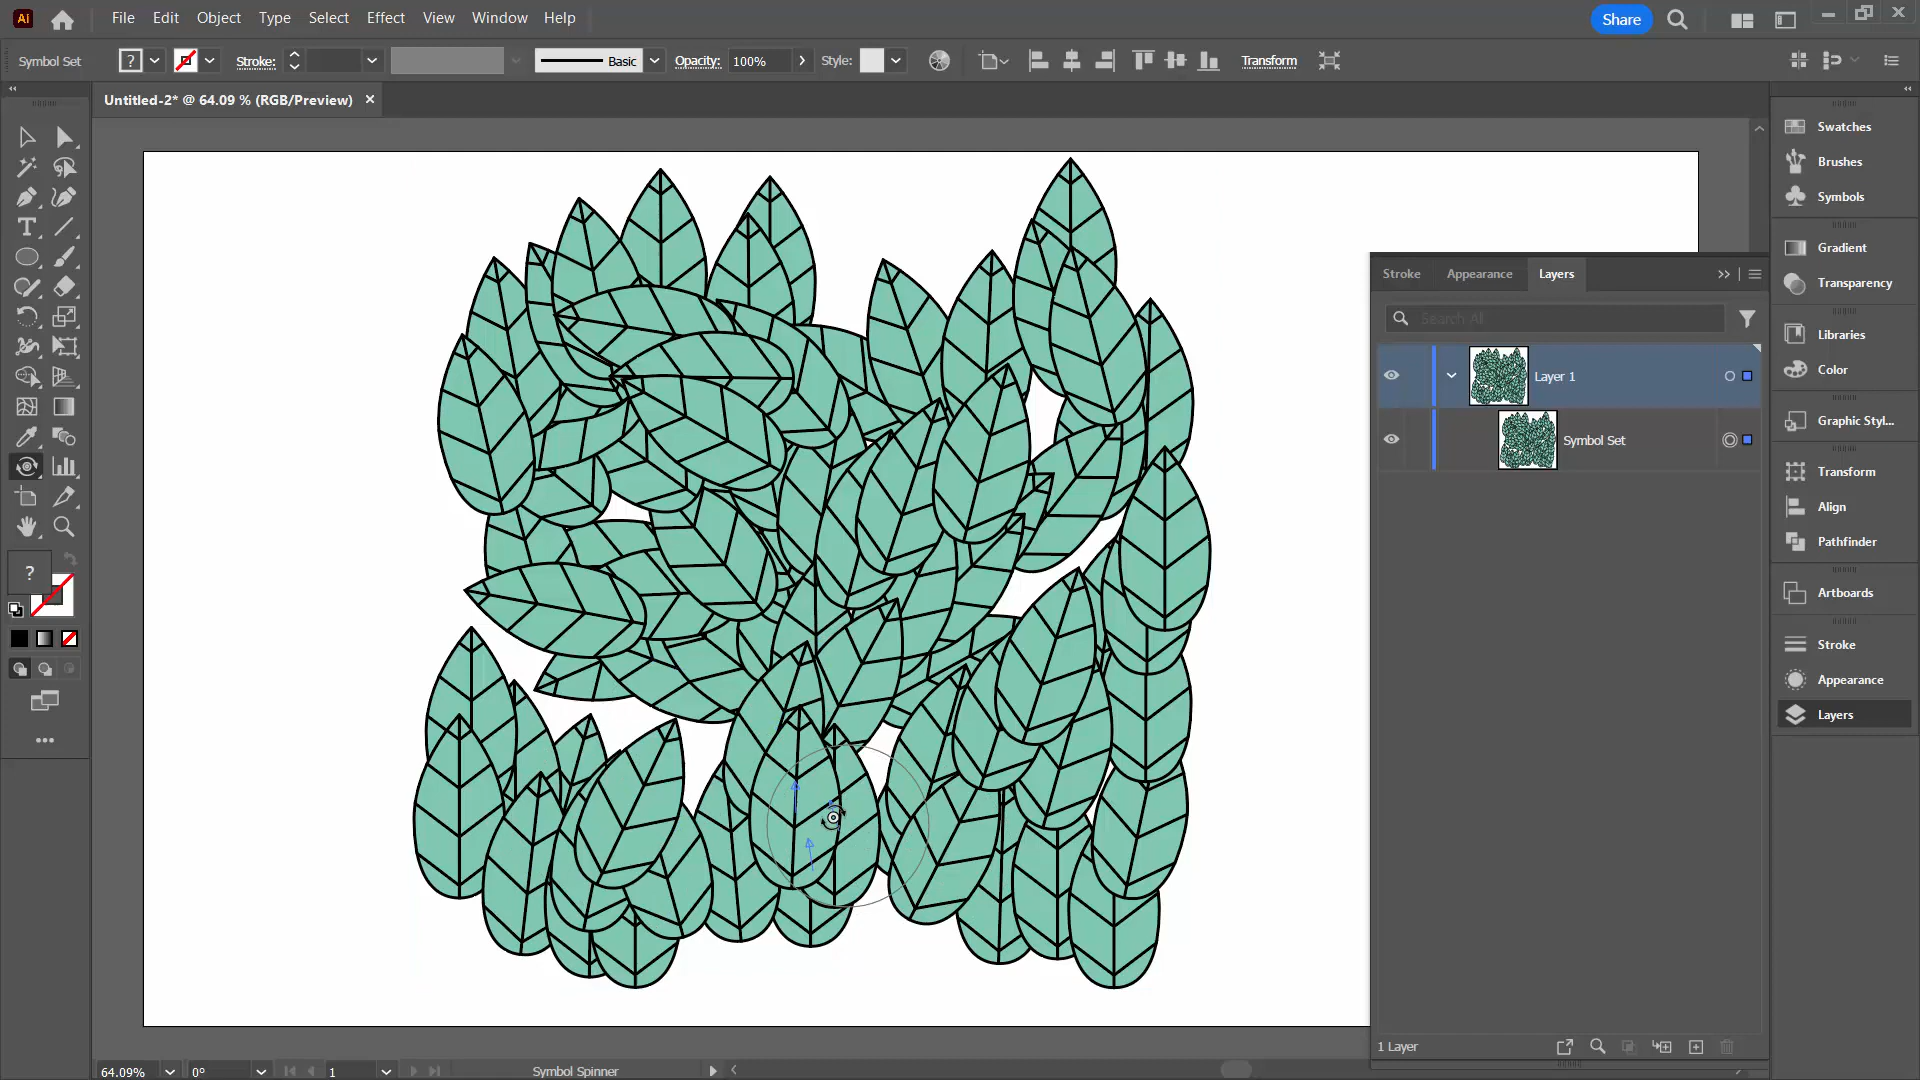 Ai File Edit Object Type Select Effect View Window Help Share
Symbol Set ? Stroke: Basic Opacity: 100% Style: Transform
Untitled-2* @ 64.09 % (RGB/Preview)
Stroke Appearance Layers
Search All
Layer 1
Symbol Set
1 Layer
Swatches
Brushes
Symbols
Gradient
Transparency
Libraries
Color
Graphic Styl...
Transform
Align
Pathfinder
Artboards
Stroke
Appearance
Layers
?
64.09% 0° 1 Symbol Spinner